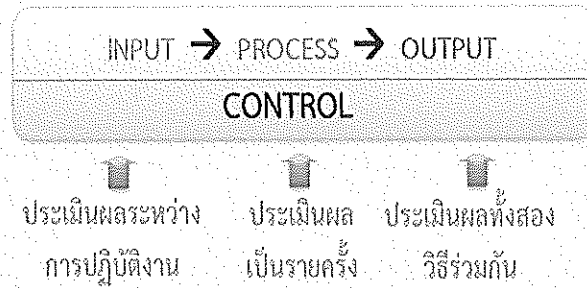 INPUT → PROCESS → OUTPUT
CONTROL
ประเมินผลระหว่าง ประเมินผล ประเมินผลทั้งสอง
การปฏิบัติงาน เป็นรายครั้ง วิธีร่วมกัน